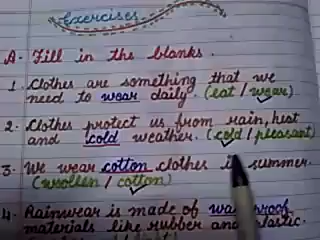 Exercises.
A. Fill in the blanks.
1. Clothes are something that we
need to wear daily. (eat / wear)
2. Clothes protect us from rain, heat
and cold weather. (cold / pleasant)
3. We wear cotton clothes in summer.
(woollen / cotton)
4. Rainwear is made of waterproof
materials like rubber and plastic.